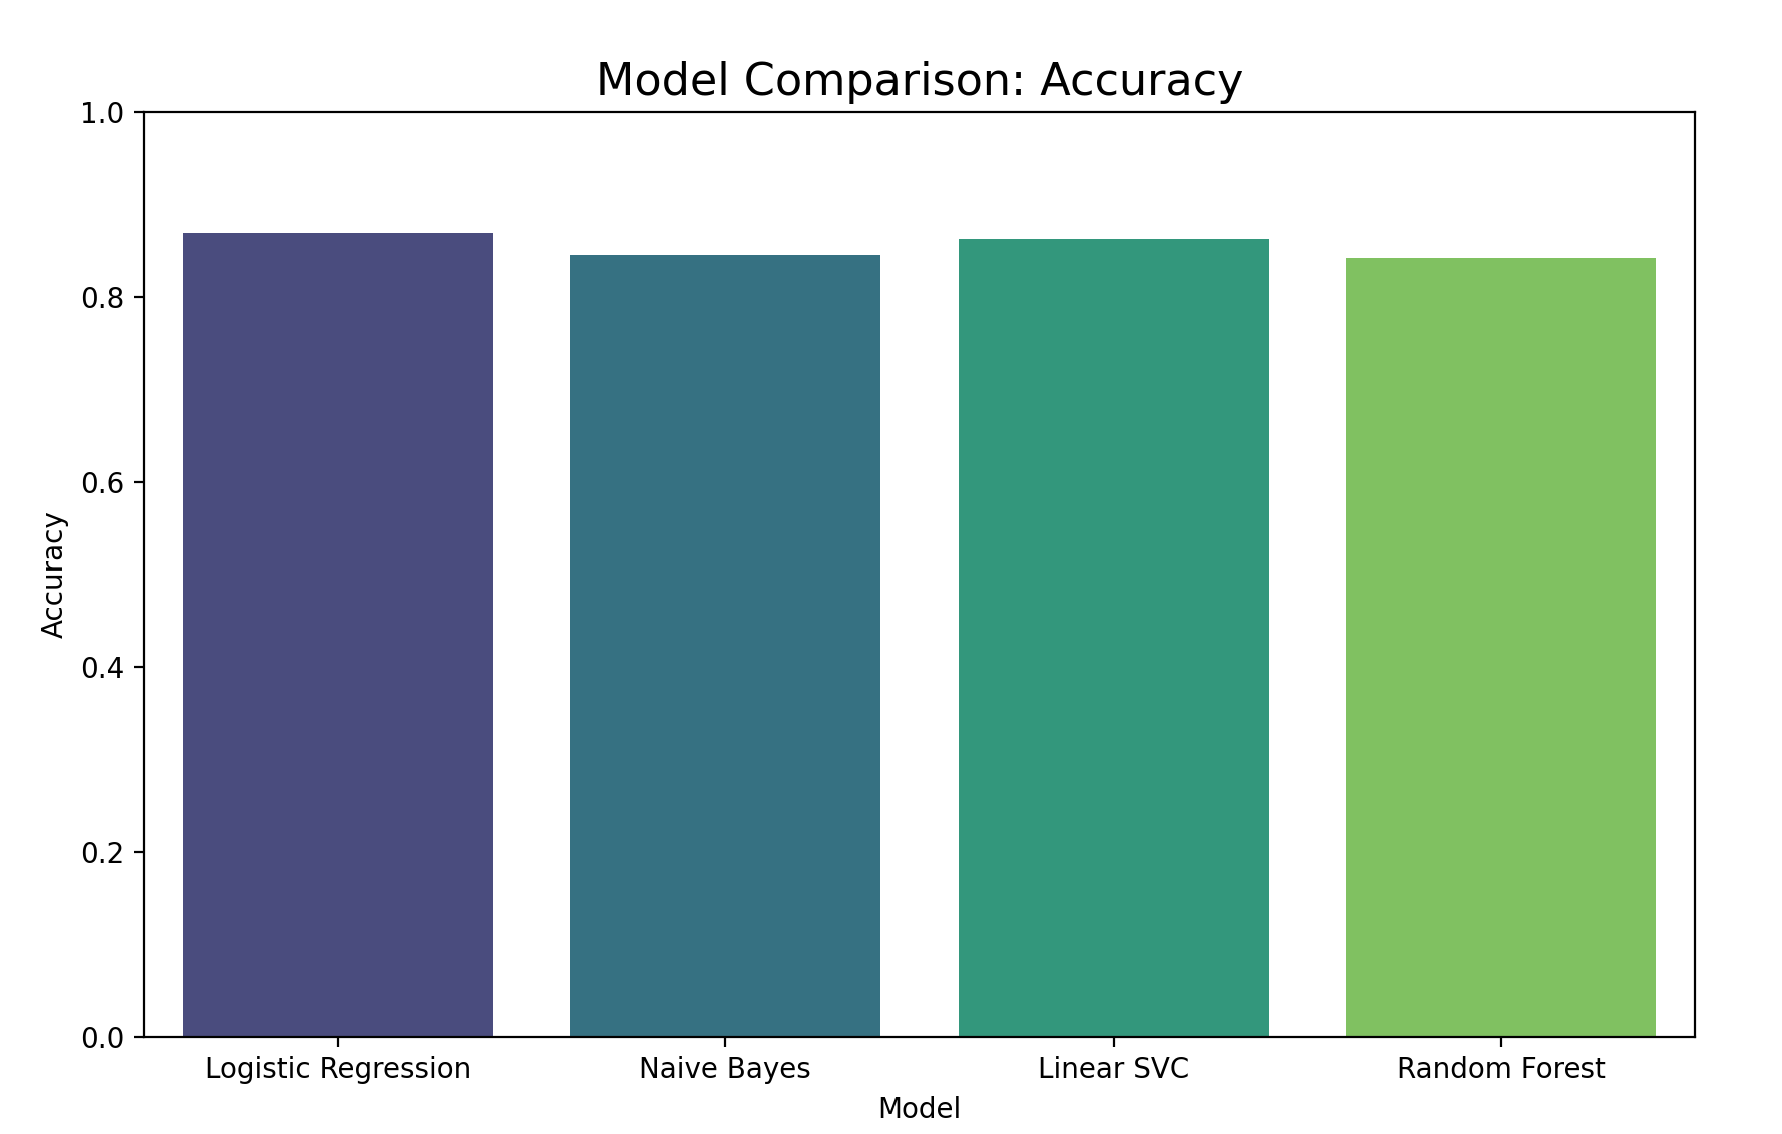 Model Comparison: Accuracy
1.0
0.8
0.6
0.4
0.2
0.0
Accuracy
Logistic Regression
Naive Bayes
Linear SVC
Random Forest
Model